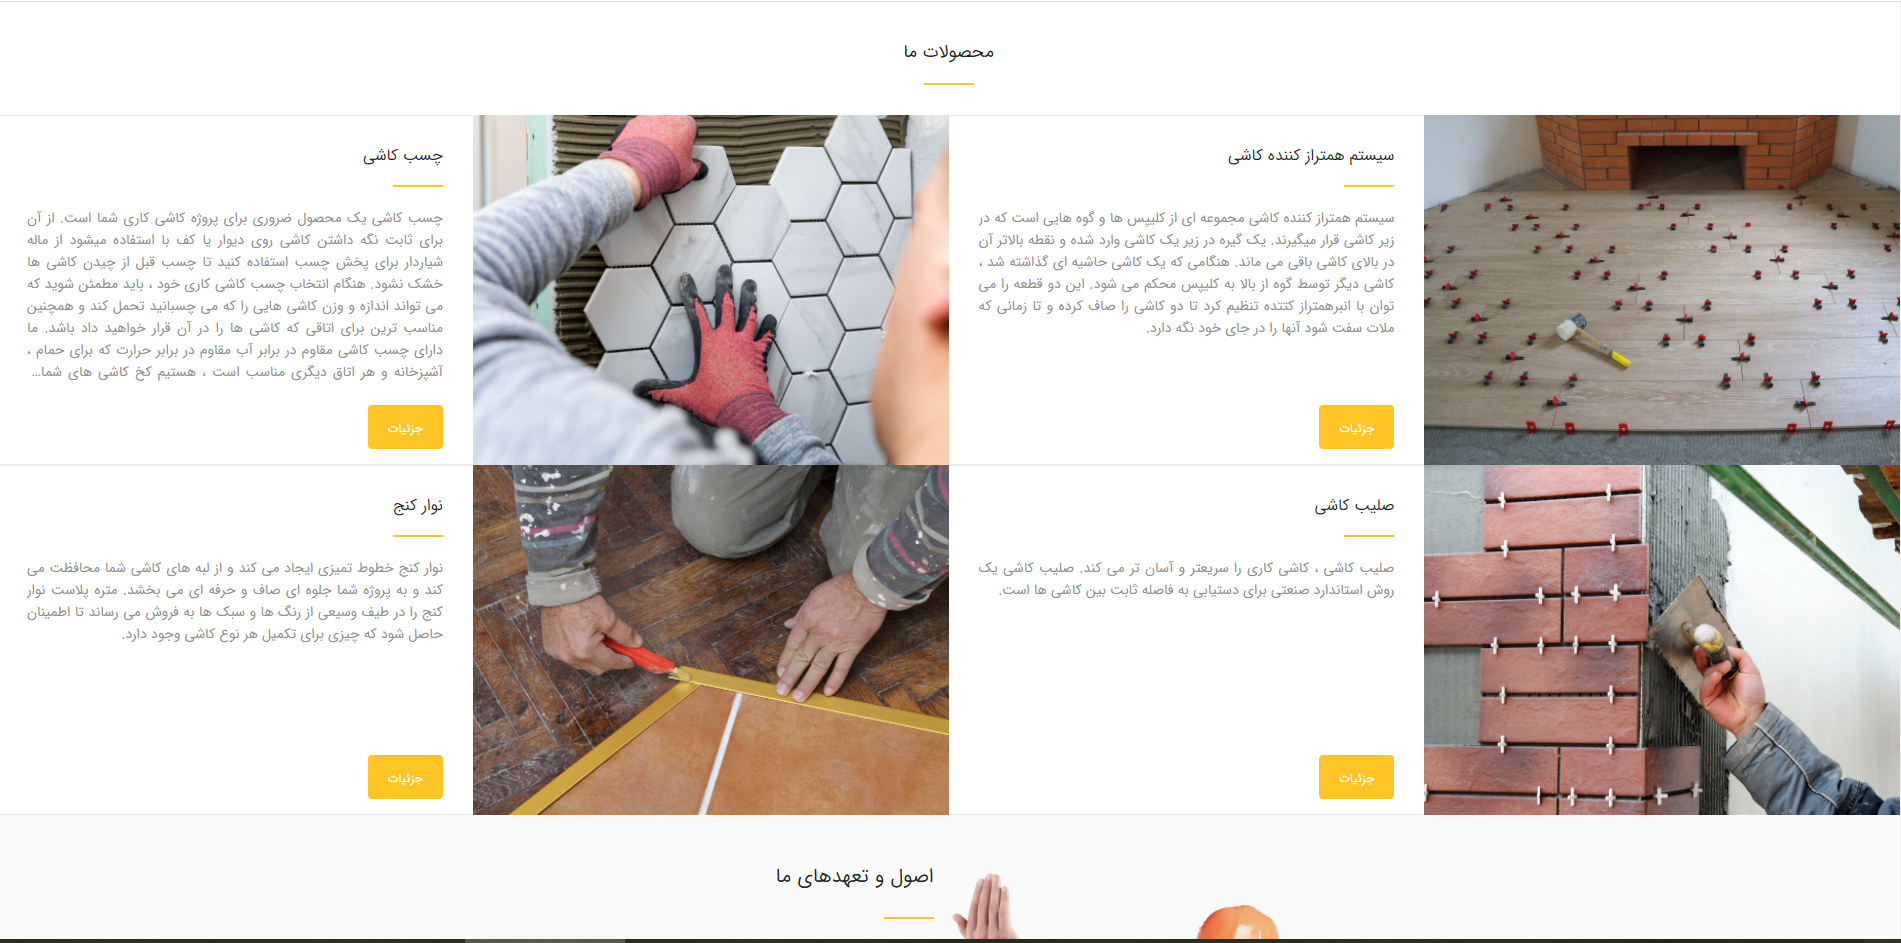 محصولات ما
سیستم همتراز کننده کاشی
سیستم همتراز کننده کاشی مجموعه ای از کلیپس ها و گوه هایی است که در
زیر کاشی قرار میگیرند. یک گیره در زیر یک کاشی وارد شده و نقطه بالاتر آن
در بالای کاشی باقی می ماند. هنگامی که یک کاشی حاشیه ای گذاشته شد ،
کاشی دیگر توسط گوه از بالا به کلیپس محکم می شود. این دو قطعه را می
توان با انبرهمتراز کتنده تنظیم کرد تا دو کاشی را صاف کرده و تا زمانی که
ملات سفت شود آنها را در جای خود نگه دارد.
جزئیات
چسب کاشی
چسب کاشی یک محصول ضروری برای پروژه کاشی کاری شما است. از آن
برای ثابت نگه داشتن کاشی روی دیوار یا کف با استفاده میشود از ماله
شیاردار برای پخش چسب استفاده کنید تا چسب قبل از چیدن کاشی ها
خشک نشود. هنگام انتخاب چسب کاشی کاری خود ، باید مطمئن شوید که
می تواند اندازه و وزن کاشی هایی را که می چسبانید تحمل کند و همچنین
مناسب ترین برای اتاقی که کاشی ها را در آن قرار خواهید داد باشد. ما
دارای چسب کاشی مقاوم در برابر آب مقاوم در برابر حرارت که برای حمام ،
آشپزخانه و هر اتاق دیگری مناسب است ، هستیم کخ کاشی های شما...
جزئیات
صلیب کاشی
صلیب کاشی ، کاشی کاری را سریعتر و آسان تر می کند. صلیب کاشی یک
روش استاندارد صنعتی برای دستیابی به فاصله ثابت بین کاشی ها است.
جزئیات
نوار کنج
نوار کنج خطوط تمیزی ایجاد می کند و از لبه های کاشی شما محافظت می
کند و به پروژه شما جلوه ای صاف و حرفه ای می بخشد. متره پلاست نوار
کنج را در طیف وسیعی از رنگ ها و سبک ها به فروش می رساند تا اطمینان
حاصل شود که چیزی برای تکمیل هر نوع کاشی وجود دارد.
جزئیات
اصول و تعهدهای ما